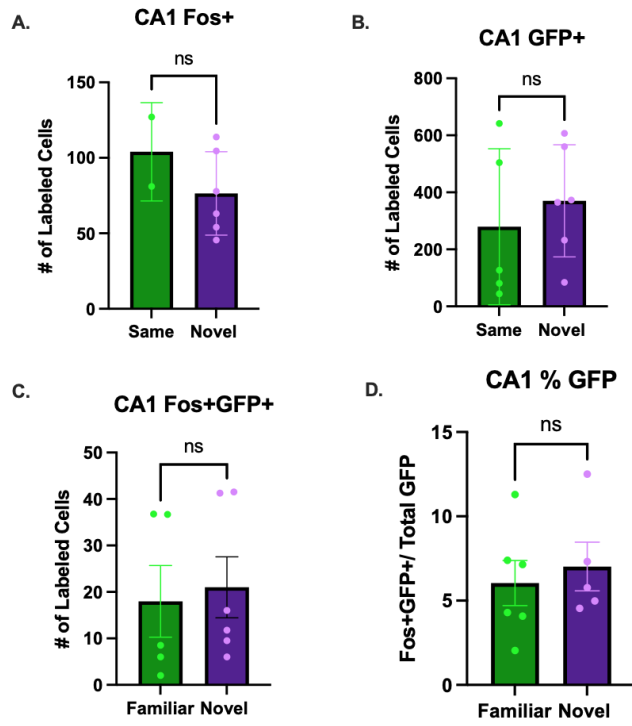 A.
CA1 Fos+
ns
# of Labeled Cells
150
100
50
0
Same Novel
B.
CA1 GFP+
ns
# of Labeled Cells
800
600
400
200
0
Same Novel
C.
CA1 Fos+GFP+
ns
# of Labeled Cells
50
40
30
20
10
0
Familiar Novel
D.
CA1 % GFP
ns
Fos+GFP+/ Total GFP
15
10
5
0
Familiar Novel